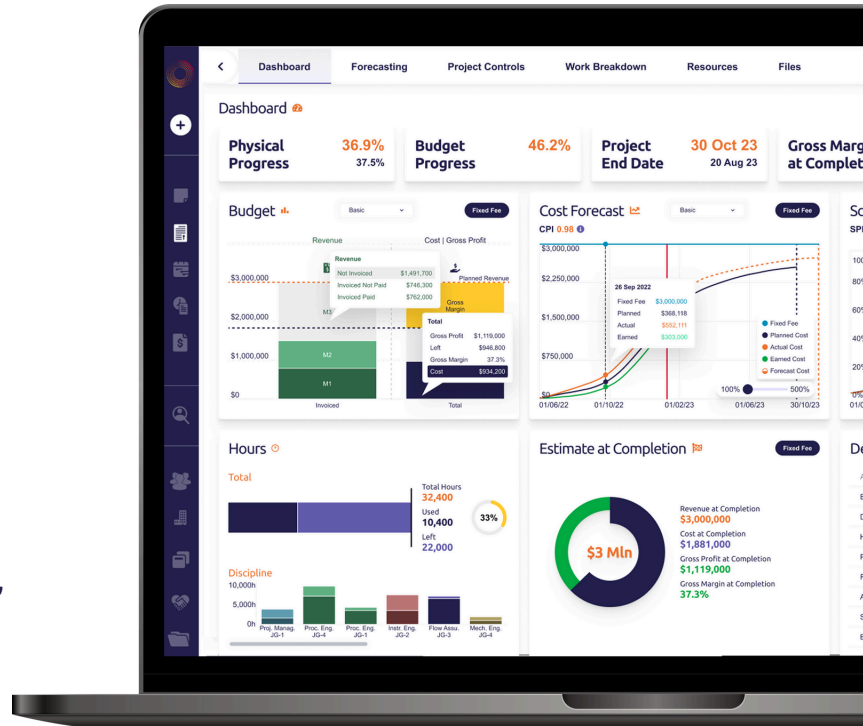 Dashboard Forecasting Project Controls Work Breakdown Resources Files
Dashboard
Physical Progress 36.9% 37.5%
Budget Progress 46.2%
Project End Date 30 Oct 23 20 Aug 23
Gross Marg
at Complet
Budget Basic Fixed Fee
Revenue Cost | Gross Profit
Planned Revenue
$3,000,000
$2,000,000
$1,000,000
$0
Revenue
Not Invoiced $1,491,700
Invoiced Not Paid $746,300
Invoiced Paid $762,000
M3
M2
M1
Gross
Margin
Total
Gross Profit $1,119,000
Left $946,800
Gross Margin 37.3%
Cost $934,200
Invoiced Total
Cost Forecast Basic Fixed Fee
CPI 0.98
$3,000,000
$2,250,000
$1,500,000
$750,000
$0
26 Sep 2022
Fixed Fee $3,000,000
Planned $368,118
Actual $552,111
Earned $303,000
Fixed Fee
Planned Cost
Actual Cost
Earned Cost
Forecast Cost
100% 500%
01/06/22 01/10/22 01/02/23 01/06/23 30/10/23
Sc
SPI
100
80%
60%
40%
20%
0%
01/0
Hours
Total
Total Hours
32,400
Used
10,400
Left
22,000
33%
Discipline
10,000h
5,000h
0h
Proj. Manag. JG-1
Proc. Eng. JG-4
Proc. Eng. JG-1
Instr. Eng. JG-2
Flow Assu. JG-3
Mech. Eng. JG-4
Estimate at Completion Fixed Fee
$3 Mln
Revenue at Completion
$3,000,000
Cost at Completion
$1,881,000
Gross Profit at Completion
$1,119,000
Gross Margin at Completion
37.3%
De